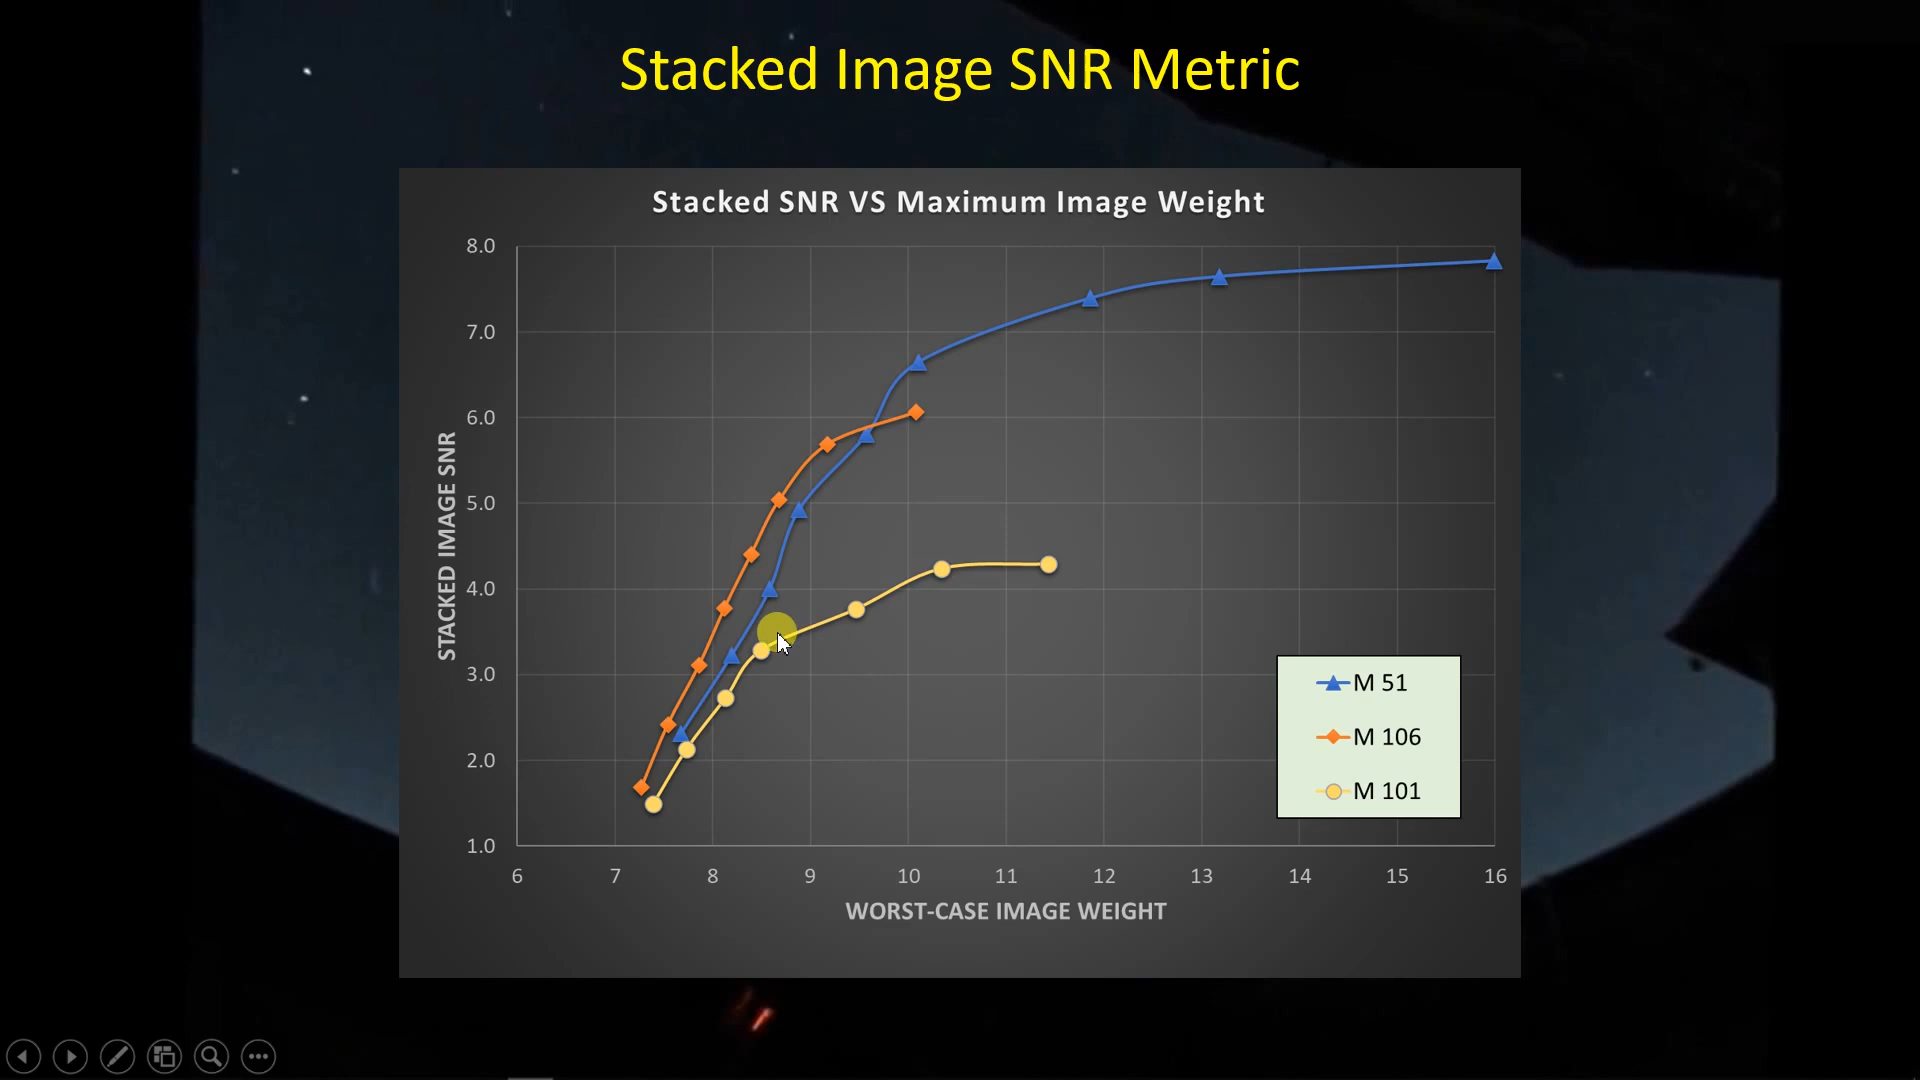 Stacked Image SNR Metric
Stacked SNR VS Maximum Image Weight
8.0
7.0
6.0
5.0
4.0
3.0
2.0
1.0
STACKED IMAGE SNR
6 7 8 9 10 11 12 13 14 15 16
WORST-CASE IMAGE WEIGHT
M 51
M 106
M 101